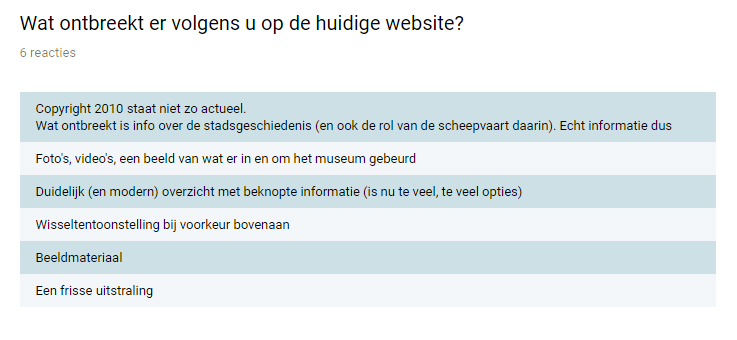 Wat ontbreekt er volgens u op de huidige website?
6 reacties
Copyright 2010 staat niet zo actueel.
Wat ontbreekt is info over de stadsgeschiedenis (en ook de rol van de scheepvaart daarin). Echt informatie dus
Foto's, video's, een beeld van wat er in en om het museum gebeurd
Duidelijk (en modern) overzicht met beknopte informatie (is nu te veel, te veel opties)
Wisseltentoonstelling bij voorkeur bovenaan
Beeldmateriaal
Een frisse uitstraling